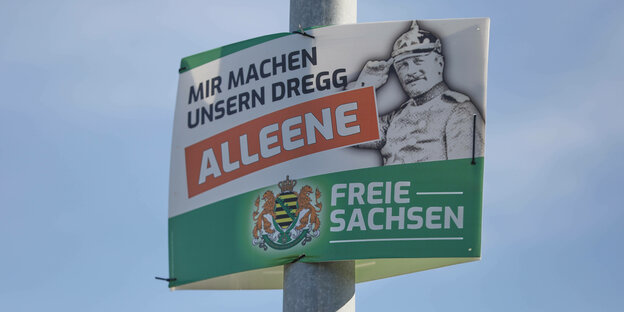 MIR MACHEN
UNSERN DREGG
ALLEENE
FREIE
SACHSEN